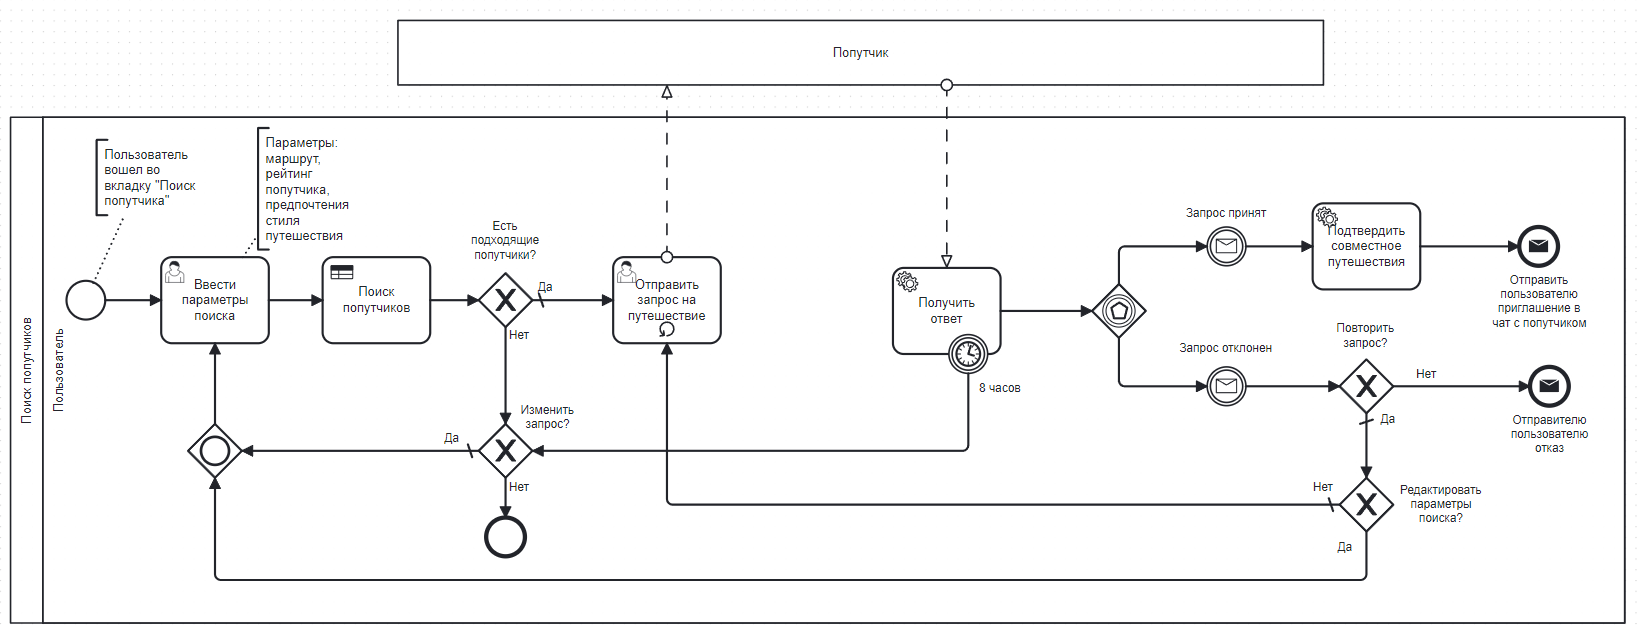 Попутчик
Поиск попутчиков
Пользователь
Пользователь
вошел во
вкладку "Поиск
попутчика"
Параметры:
маршрут,
рейтинг
попутчика,
предпочтения
стиля
путешествия
Ввести
параметры
поиска
Поиск
попутчиков
Есть
подходящие
попутчики?
Да
Нет
Отправить
запрос на
путешествие
Изменить
запрос?
Да
Нет
Получить
ответ
8 часов
Запрос принят
Подтвердить
совместное
путешествия
Отправить
пользователю
приглашение в
чат с попутчиком
Запрос отклонен
Повторить
запрос?
Нет
Да
Отправителю
пользователю
отказ
Нет
Редактировать
параметры
поиска?
Да